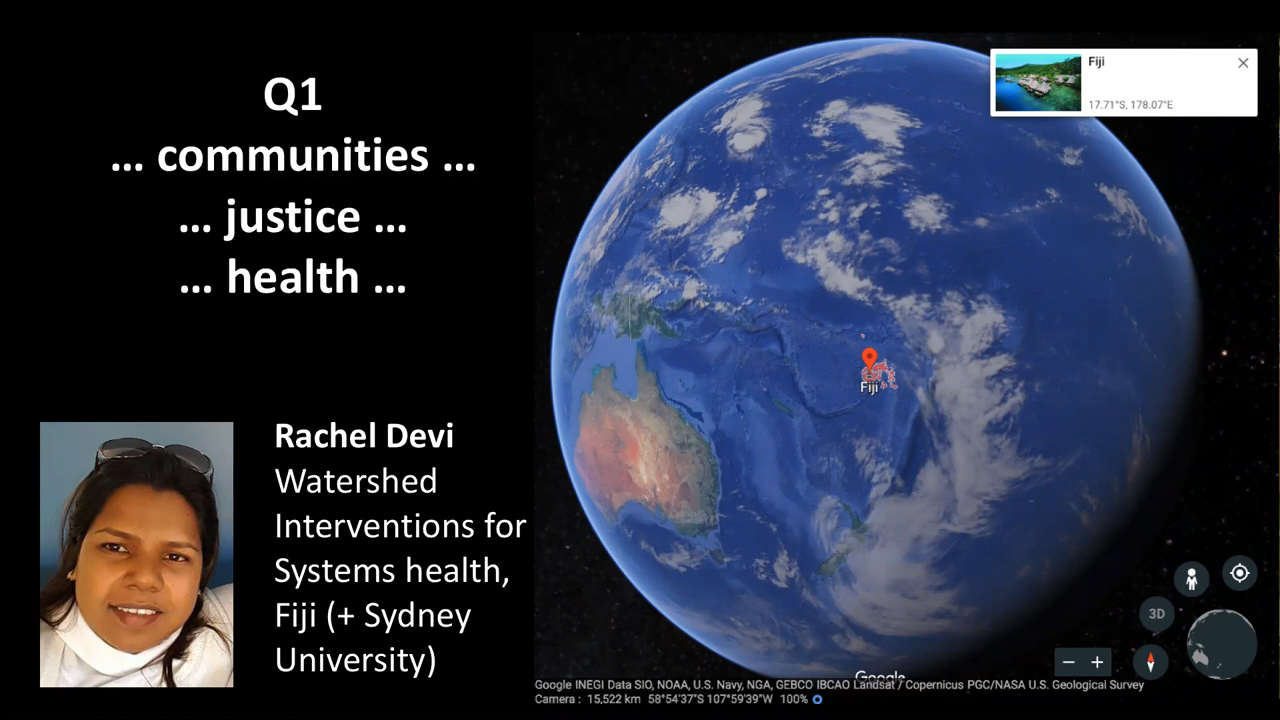 Q1
... communities ...
... justice ...
... health ...
Rachel Devi
Watershed
Interventions for
Systems health,
Fiji (+ Sydney
University)
Fiji
17.71°S, 178.07°E
Fiji
3D
Google
Google INEGI Data SIO, NOAA, U.S. Navy, NGA, GEBCO IBCAO Landsat / Copernicus PGC/NASA U.S. Geological Survey
Camera : 15,522 km 58°54'37"S 107°59'39"W 100%